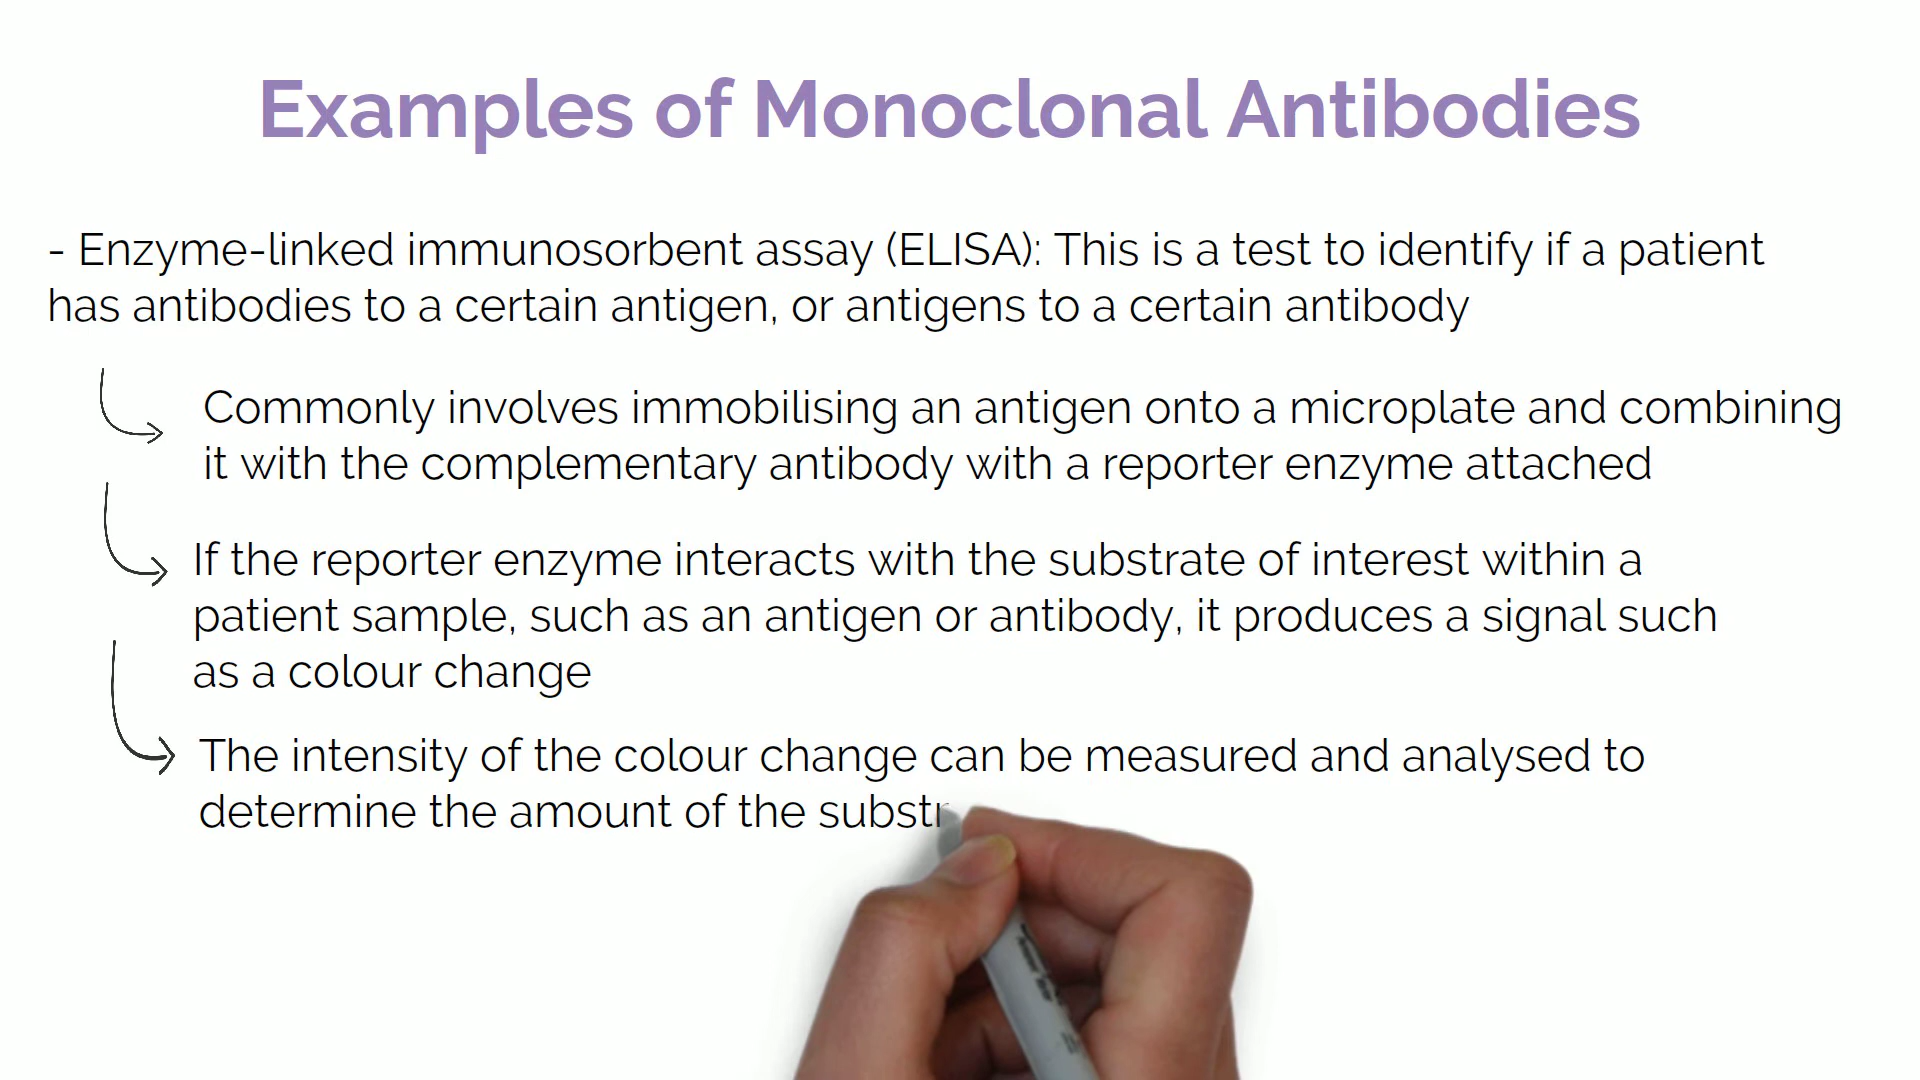 Examples of Monoclonal Antibodies
- Enzyme-linked immunosorbent assay (ELISA): This is a test to identify if a patient
has antibodies to a certain antigen, or antigens to a certain antibody
Commonly involves immobilising an antigen onto a microplate and combining
it with the complementary antibody with a reporter enzyme attached
If the reporter enzyme interacts with the substrate of interest within a
patient sample, such as an antigen or antibody, it produces a signal such
as a colour change
The intensity of the colour change can be measured and analysed to
determine the amount of the substr